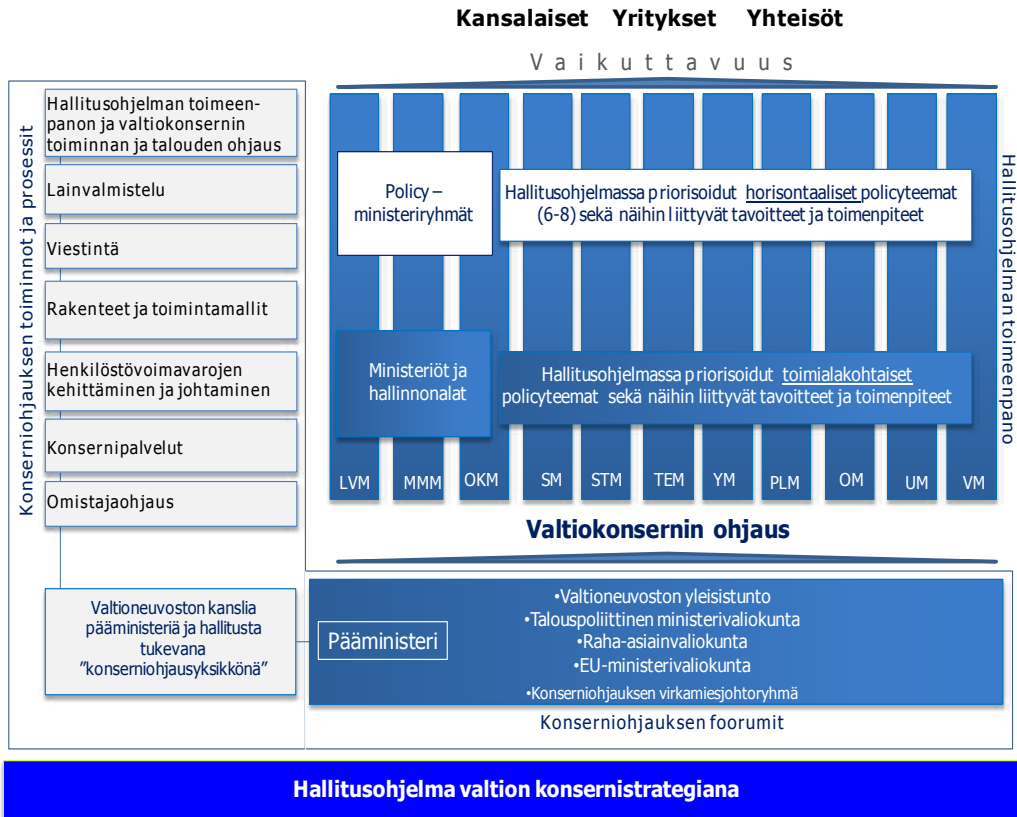 Kansalaiset Yritykset Yhteisöt
Vaikuttavuus
Konserniohjauksen toiminnot ja prosessit
Hallitusohjelman toimeen-
panon ja valtiokonsernin
toiminnan ja talouden ohjaus
Lainvalmistelu
Viestintä
Rakenteet ja toimintamallit
Henkilöstövoimavarojen
kehittäminen ja johtaminen
Konsernipalvelut
Omistajaohjaus
Valtioneuvoston kanslia
pääministeriä ja hallitusta
tukevana
”konserniohjausyksikkönä”
Policy –
ministeriryhmät
Hallitusohjelmassa priorisoidut horisontaaliset policyteemat
(6-8) sekä näihin liittyvät tavoitteet ja toimenpiteet
Ministeriöt ja
hallinnonalat
Hallitusohjelmassa priorisoidut toimialakohtaiset
policyteemat sekä näihin liittyvät tavoitteet ja toimenpiteet
LVM MMM OKM SM STM TEM YM PLM OM UM VM
Hallitusohjelman toimeenpano
Valtiokonsernin ohjaus
Pääministeri
•Valtioneuvoston yleisistunto
•Talouspoliittinen ministerivaliokunta
•Raha-asiainvaliokunta
•EU-ministerivaliokunta
•Konserniohjauksen virkamiesjohtoryhmä
Konserniohjauksen foorumit
Hallitusohjelma valtion konsernistrategiana